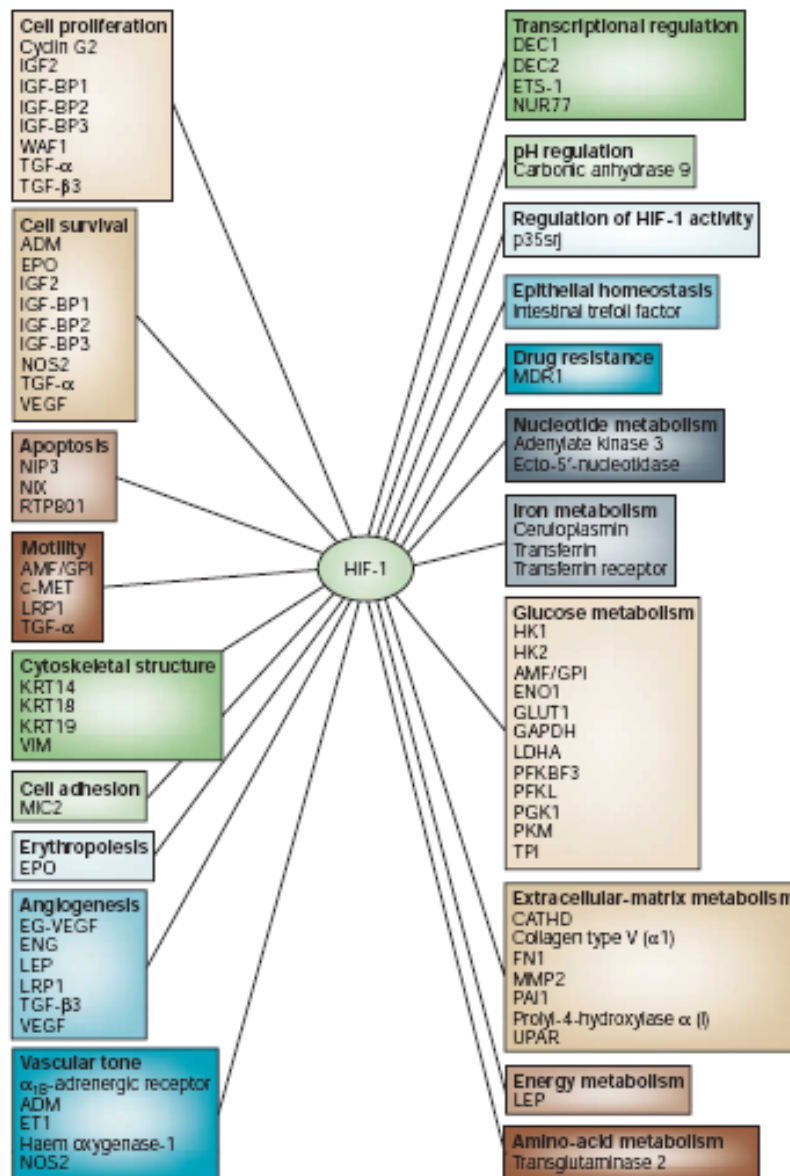 Cell proliferation
Cyclin G2
IGF2
IGF-BP1
IGF-BP2
IGF-BP3
WAF1
TGF-α
TGF-β3
Cell survival
ADM
EPO
IGF2
IGF-BP1
IGF-BP2
IGF-BP3
NOS2
TGF-α
VEGF
Apoptosis
NIP3
NIX
RTP801
Motility
AMF/GPI
c-MET
LRP1
TGF-α
Cytoskeletal structure
KRT14
KRT18
KRT19
VIM
Cell adhesion
MIC2
Erythropoiesis
EPO
Angiogenesis
EG-VEGF
ENG
LEP
LRP1
TGF-β3
VEGF
Vascular tone
α1B-adrenergic receptor
ADM
ET1
Haem oxygenase-1
NOS2
HIF-1
Transcriptional regulation
DEC1
DEC2
ETS-1
NUR77
pH regulation
Carbonic anhydrase 9
Regulation of HIF-1 activity
p35srj
Epithelial homeostasis
Intestinal trefoil factor
Drug resistance
MDR1
Nucleotide metabolism
Adenylate kinase 3
Ecto-5′-nucleotidase
Iron metabolism
Ceruloplasmin
Transferrin
Transferrin receptor
Glucose metabolism
HK1
HK2
AMF/GPI
ENO1
GLUT1
GAPDH
LDHA
PFKBF3
PFKL
PGK1
PKM
TPI
Extracellular-matrix metabolism
CATHD
Collagen type V (α1)
FN1
MMP2
PAI1
Prolyl-4-hydroxylase α (I)
UPAR
Energy metabolism
LEP
Amino-acid metabolism
Transglutaminase 2